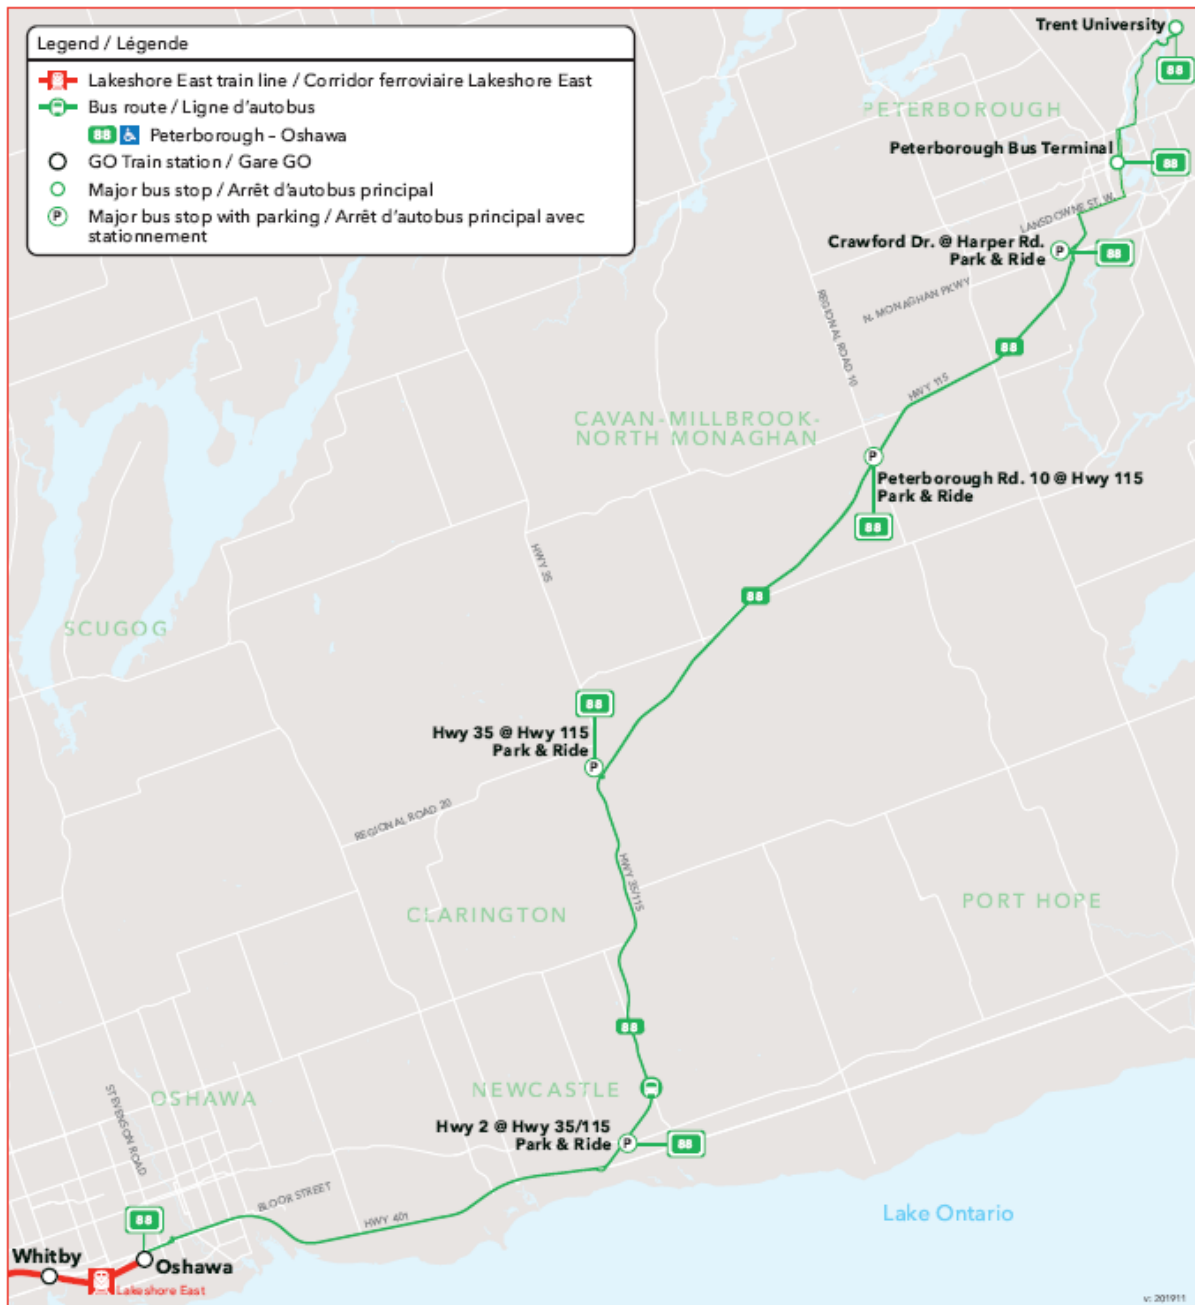 Legend / Légende
Lakeshore East train line / Corridor ferroviaire Lakeshore East
Bus route / Ligne d'autobus
88 Peterborough – Oshawa
GO Train station / Gare GO
Major bus stop / Arrêt d'autobus principal
P Major bus stop with parking / Arrêt d'autobus principal avec
stationnement
Trent University
88
PETERBOROUGH
Peterborough Bus Terminal
88
LANSDOWNE ST. W.
Crawford Dr. @ Harper Rd.
Park & Ride
P
88
N. MONAGHAN PKWY
REGIONAL ROAD 10
88
HWY 115
CAVAN-MILLBROOK-
NORTH MONAGHAN
P
Peterborough Rd. 10 @ Hwy 115
Park & Ride
88
HWY 35
88
SCUGOG
88
Hwy 35 @ Hwy 115
Park & Ride
P
REGIONAL ROAD 20
HWY 35/115
CLARINGTON
PORT HOPE
88
NEWCASTLE
OSHAWA
STEVENSON ROAD
Hwy 2 @ Hwy 35/115
Park & Ride
P
88
BLOOR STREET
HWY 401
Lake Ontario
88
Whitby
Oshawa
Lakeshore East
v: 201911